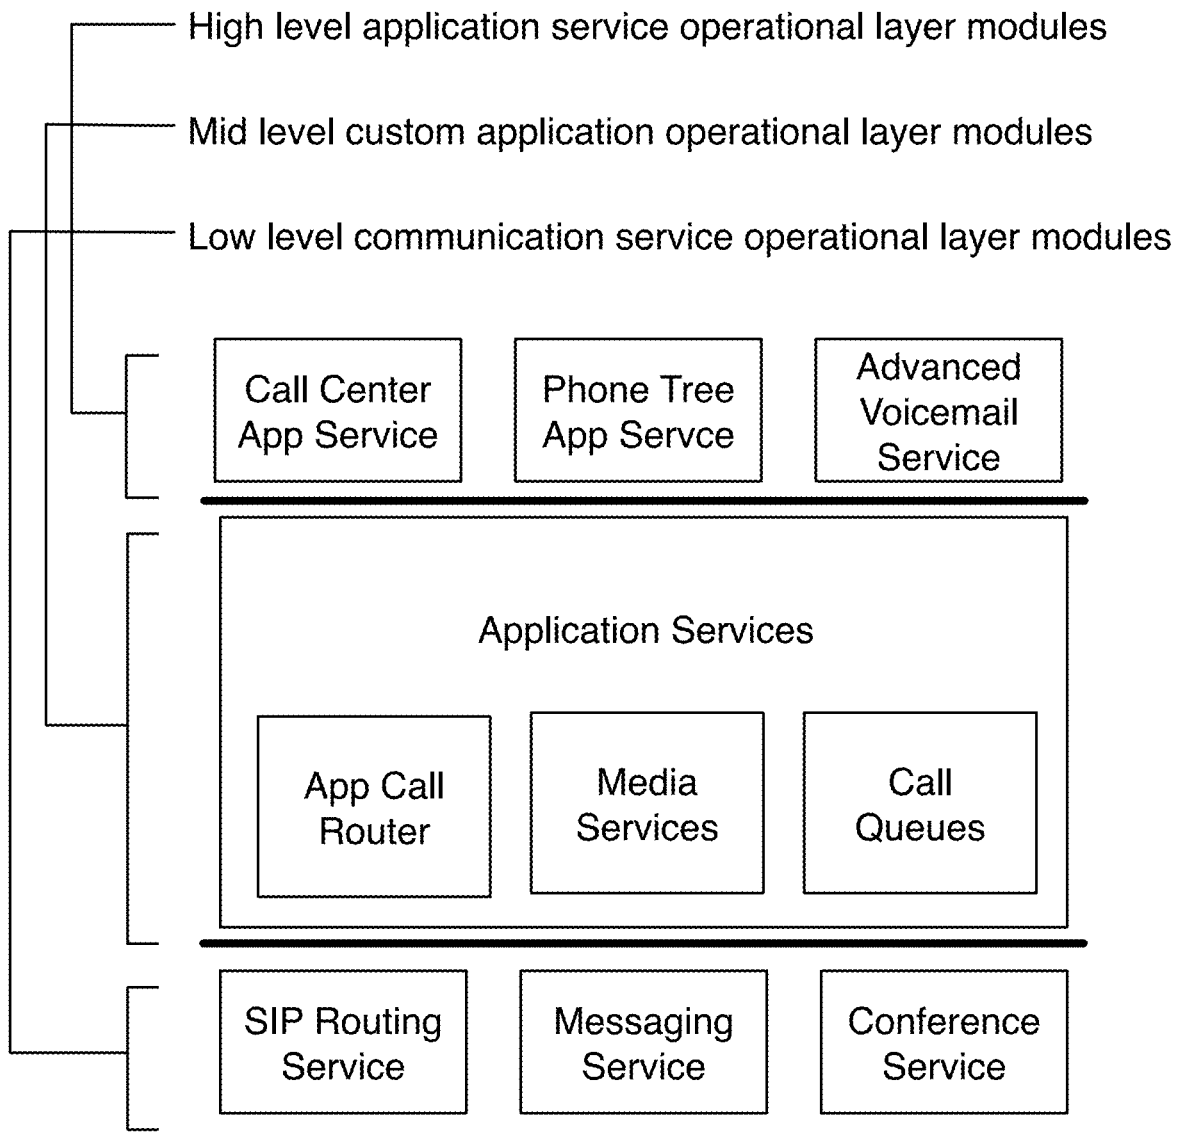 High level application service operational layer modules
Mid level custom application operational layer modules
Low level communication service operational layer modules
Call Center
App Service
Phone Tree
App Servce
Advanced
Voicemail
Service
Application Services
App Call
Router
Media
Services
Call
Queues
SIP Routing
Service
Messaging
Service
Conference
Service